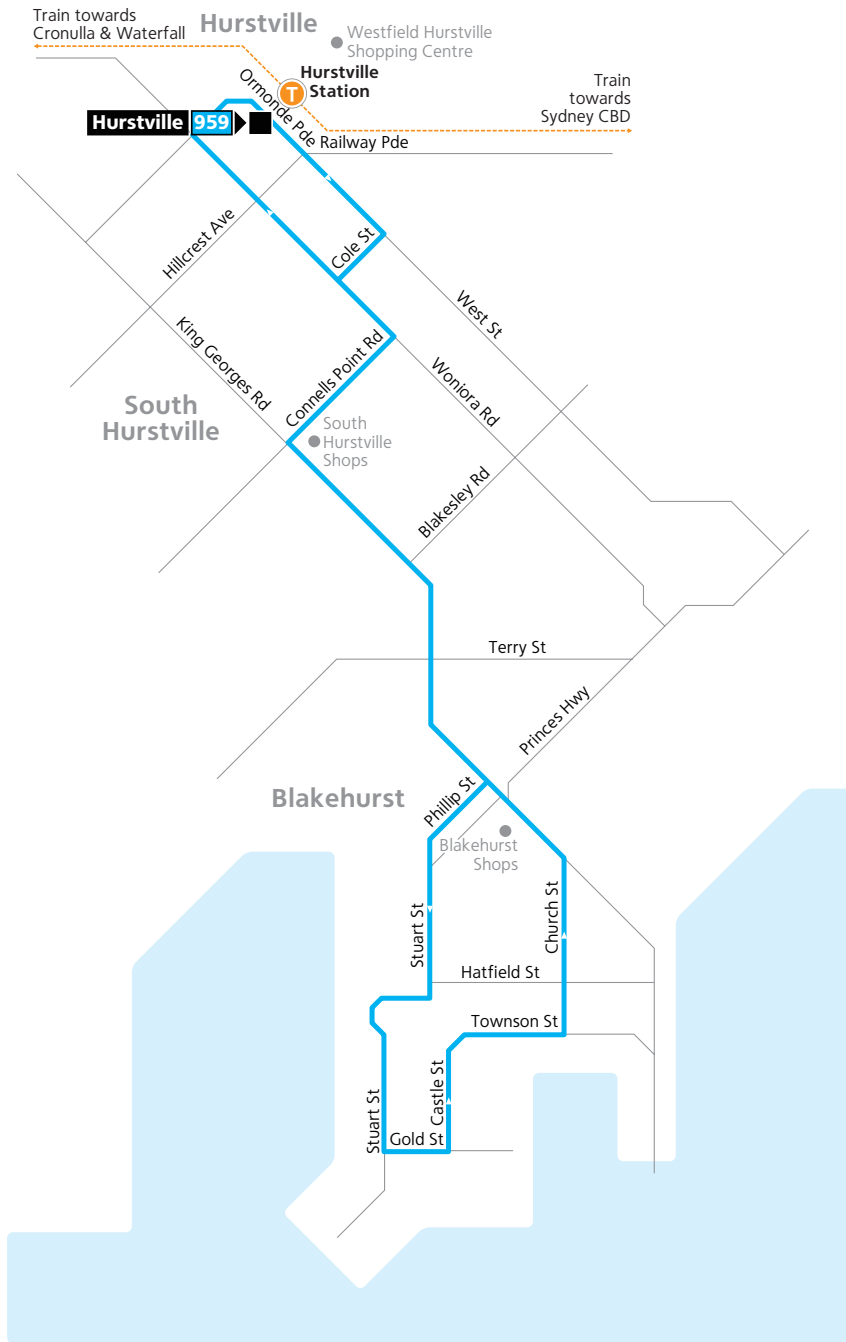 Train towards
Cronulla & Waterfall
Hurstville
Westfield Hurstville
Shopping Centre
T
Hurstville
Station
Train
towards
Sydney CBD
Ormonde Pde
Hurstville 959
Railway Pde
Hillcrest Ave
Cole St
West St
King Georges Rd
Connells Point Rd
Woniora Rd
South
Hurstville
South
Hurstville
Shops
Blakesley Rd
Terry St
Princes Hwy
Blakehurst
Phillip St
Blakehurst
Shops
Stuart St
Church St
Hatfield St
Townson St
Stuart St
Castle St
Gold St